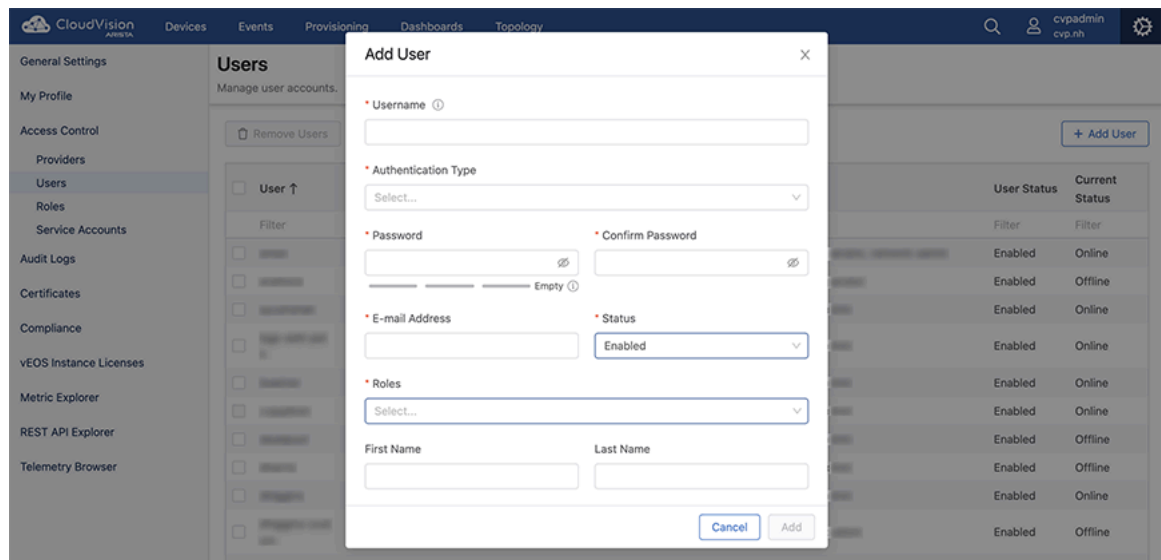 CloudVision
ARISTA
Devices Events Provisioning Dashboards Topology
cvpadmin
cvp.nh
General Settings
My Profile
Access Control
Providers
Users
Roles
Service Accounts
Audit Logs
Certificates
Compliance
vEOS Instance Licenses
Metric Explorer
REST API Explorer
Telemetry Browser
Users
Manage user accounts.
Remove Users
+ Add User
User ↑
User Status
Current
Status
Filter
Filter
Filter
Enabled Online
Enabled Offline
Enabled Online
Enabled Online
Enabled Online
Enabled Online
Enabled Offline
Enabled Online
Enabled Online
Enabled Offline
Add User
* Username
* Authentication Type
Select...
* Password
* Confirm Password
Empty
* E-mail Address
* Status
Enabled
* Roles
Select...
First Name
Last Name
Cancel
Add